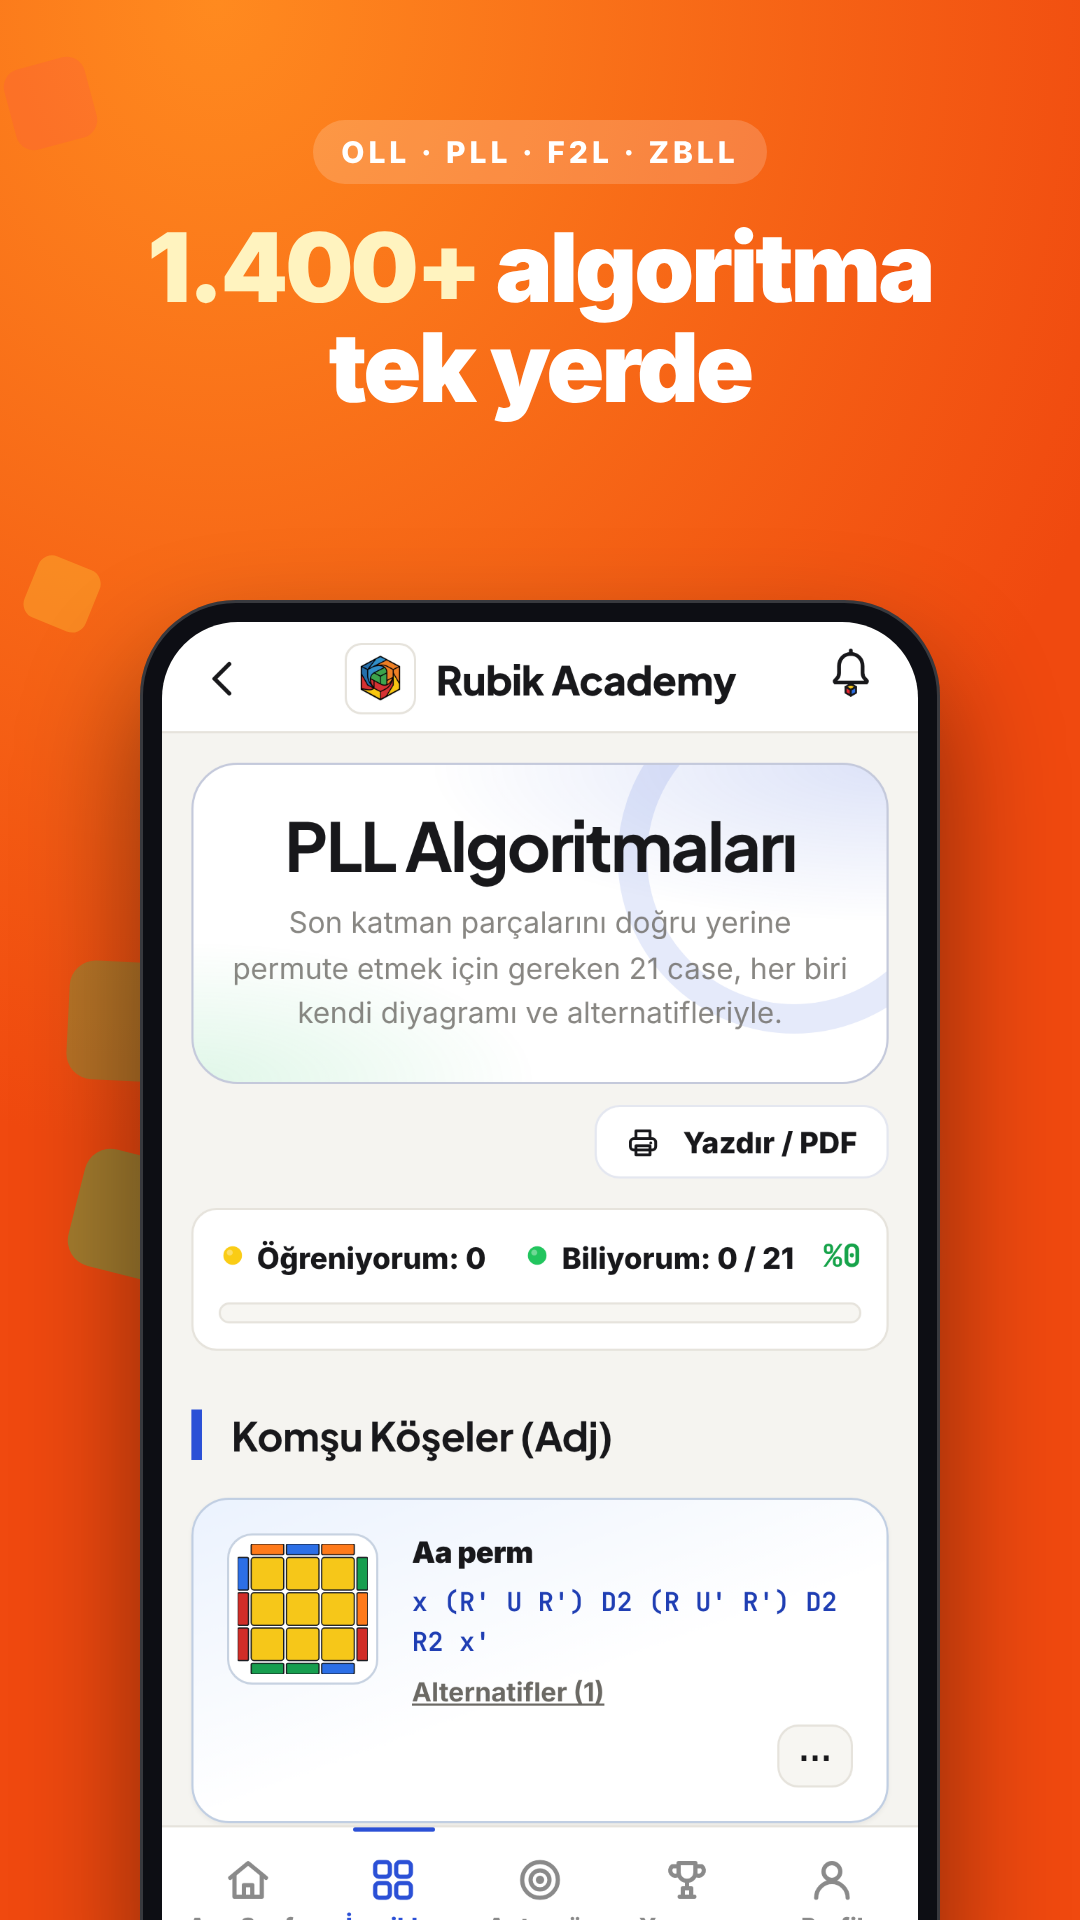 OLL · PLL · F2L · ZBLL
1.400+ algoritma
tek yerde
Rubik Academy
PLL Algoritmaları
Son katman parçalarını doğru yerine
permute etmek için gereken 21 case, her biri
kendi diyagramı ve alternatifleriyle.
Yazdır / PDF
Öğreniyorum: 0 Biliyorum: 0 / 21 %0
Komşu Köşeler (Adj)
Aa perm
x (R' U R') D2 (R U' R') D2
R2 x'
Alternatifler (1)
...